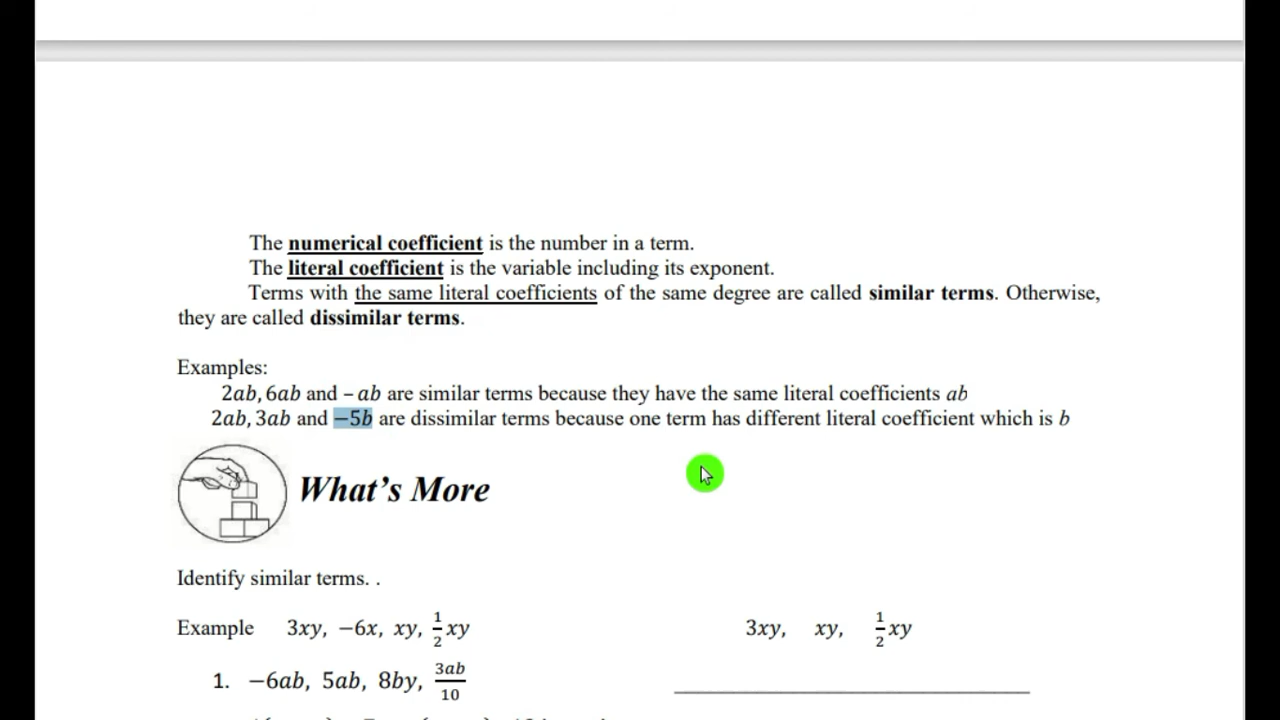 The numerical coefficient is the number in a term.
The literal coefficient is the variable including its exponent.
Terms with the same literal coefficients of the same degree are called similar terms. Otherwise,
they are called dissimilar terms.
Examples:
2ab, 6ab and – ab are similar terms because they have the same literal coefficients ab
2ab, 3ab and −5b are dissimilar terms because one term has different literal coefficient which is b
What's More
Identify similar terms. .
Example 3xy, −6x, xy, 1/2 xy 3xy, xy, 1/2 xy
1. −6ab, 5ab, 8by, 3ab/10